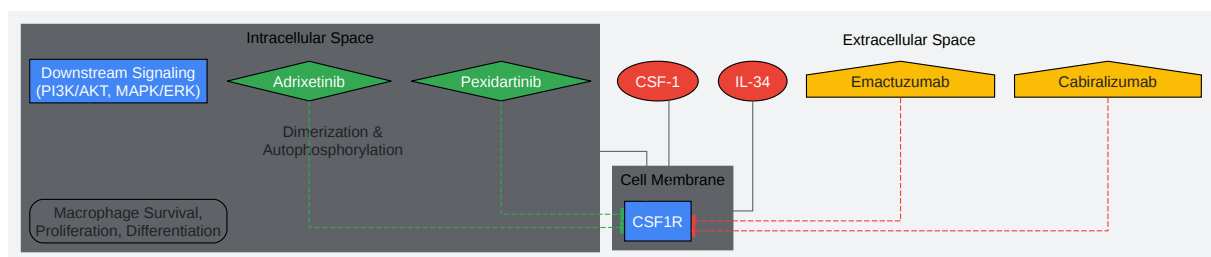 Intracellular Space
Extracellular Space
Downstream Signaling
(PI3K/AKT, MAPK/ERK)
Adrixetinib
Pexidartinib
CSF-1
IL-34
Emactuzumab
Cabiralizumab
Dimerization &
Autophosphorylation
Cell Membrane
Macrophage Survival,
Proliferation, Differentiation
CSF1R